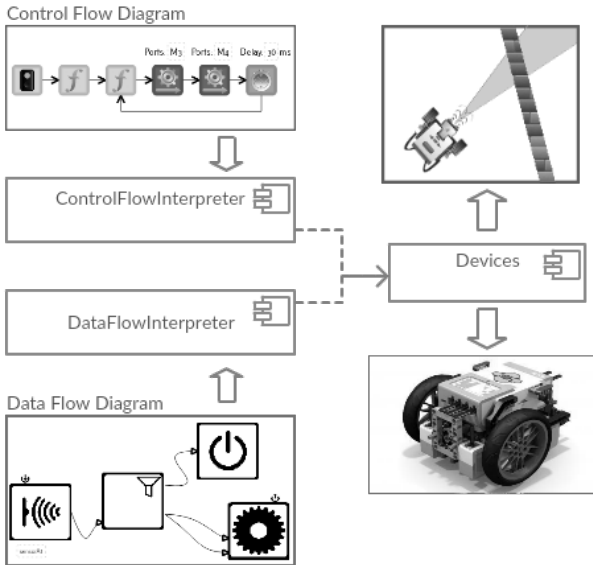 Control Flow Diagram
Ports: M3 Ports: M4 Delay: 30 ms
ControlFlowInterpreter
Devices
DataFlowInterpreter
Data Flow Diagram